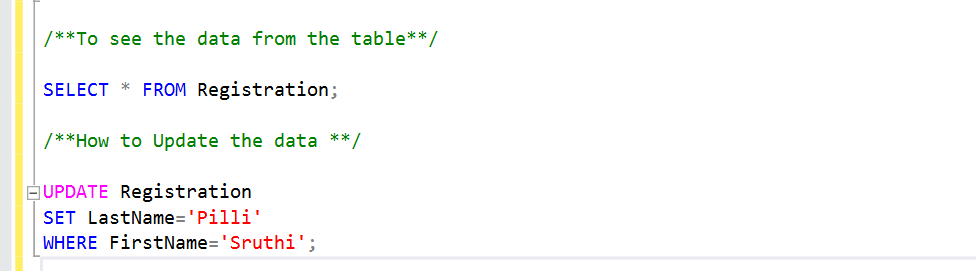 /**To see the data from the table**/
SELECT * FROM Registration;
/**How to Update the data **/
UPDATE Registration
SET LastName='Pilli'
WHERE FirstName='Sruthi';